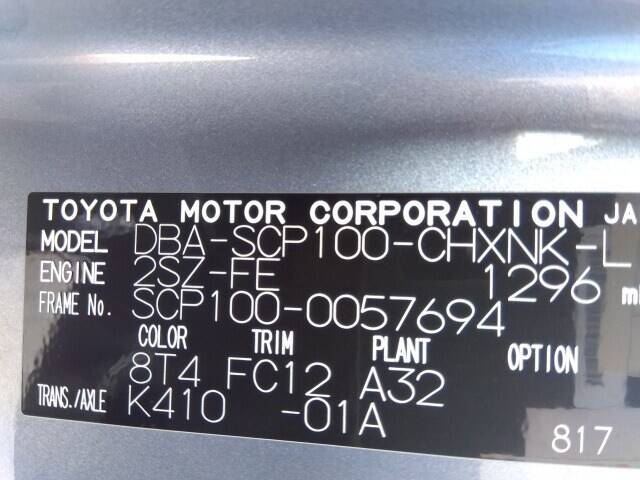 TOYOTA MOTOR CORPORATION JA
MODEL DBA-SCP100-CHXNK-L
ENGINE 2SZ-FE 1296 m
FRAME No. SCP100-0057694
COLOR TRIM PLANT OPTION
8T4 FC12 A32
TRANS./AXLE K410 -01A
817